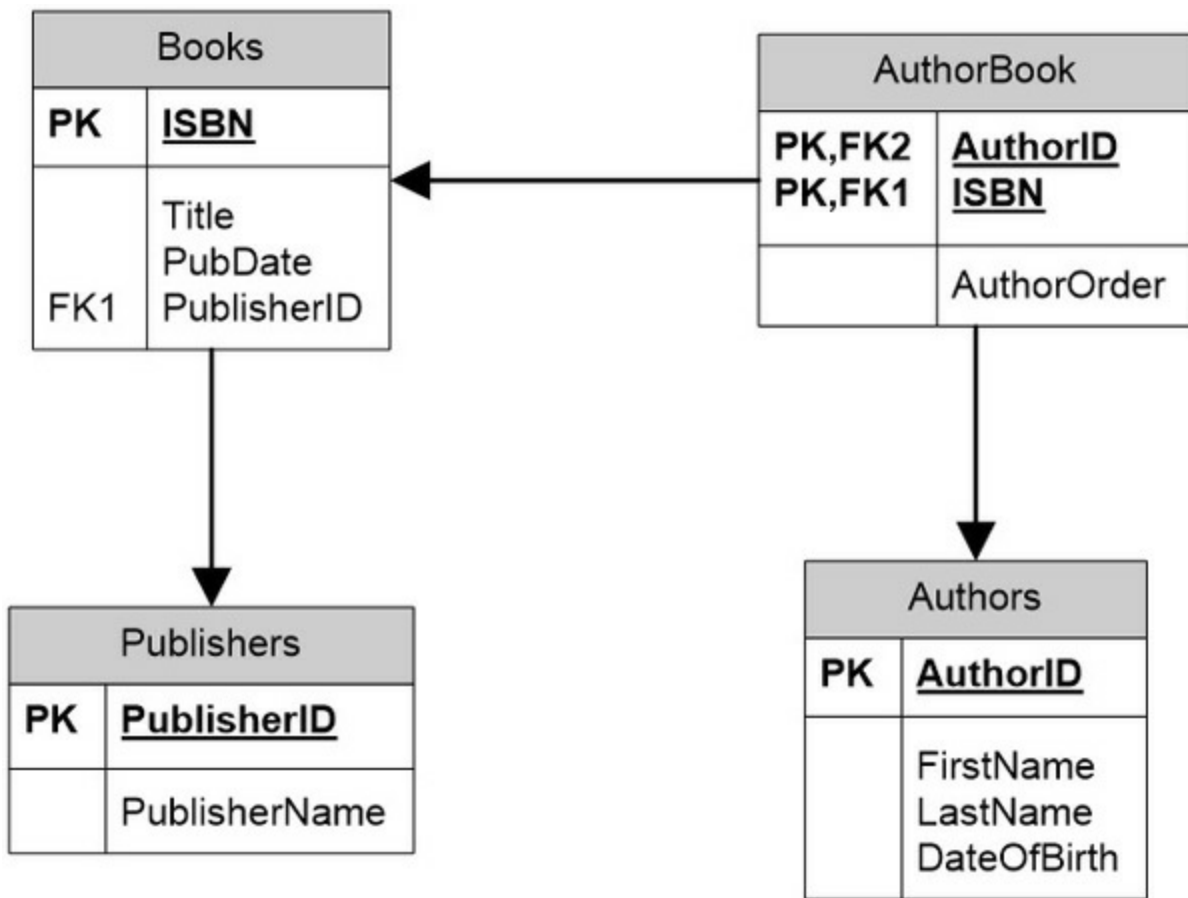 Books
PK ISBN
Title
PubDate
FK1 PublisherID
AuthorBook
PK,FK2 AuthorID
PK,FK1 ISBN
AuthorOrder
Publishers
PK PublisherID
PublisherName
Authors
PK AuthorID
FirstName
LastName
DateOfBirth